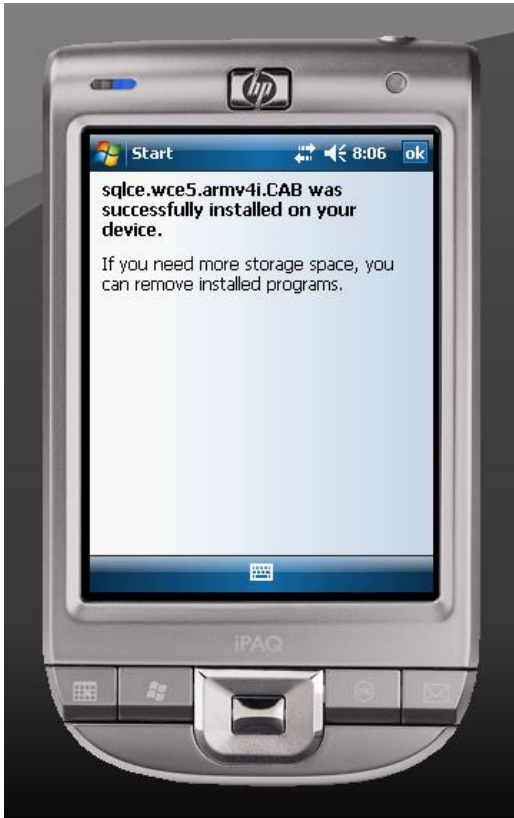 hp
Start 8:06 ok
sqlce.wce5.armv4i.CAB was
successfully installed on your
device.
If you need more storage space, you
can remove installed programs.
iPAQ
ok